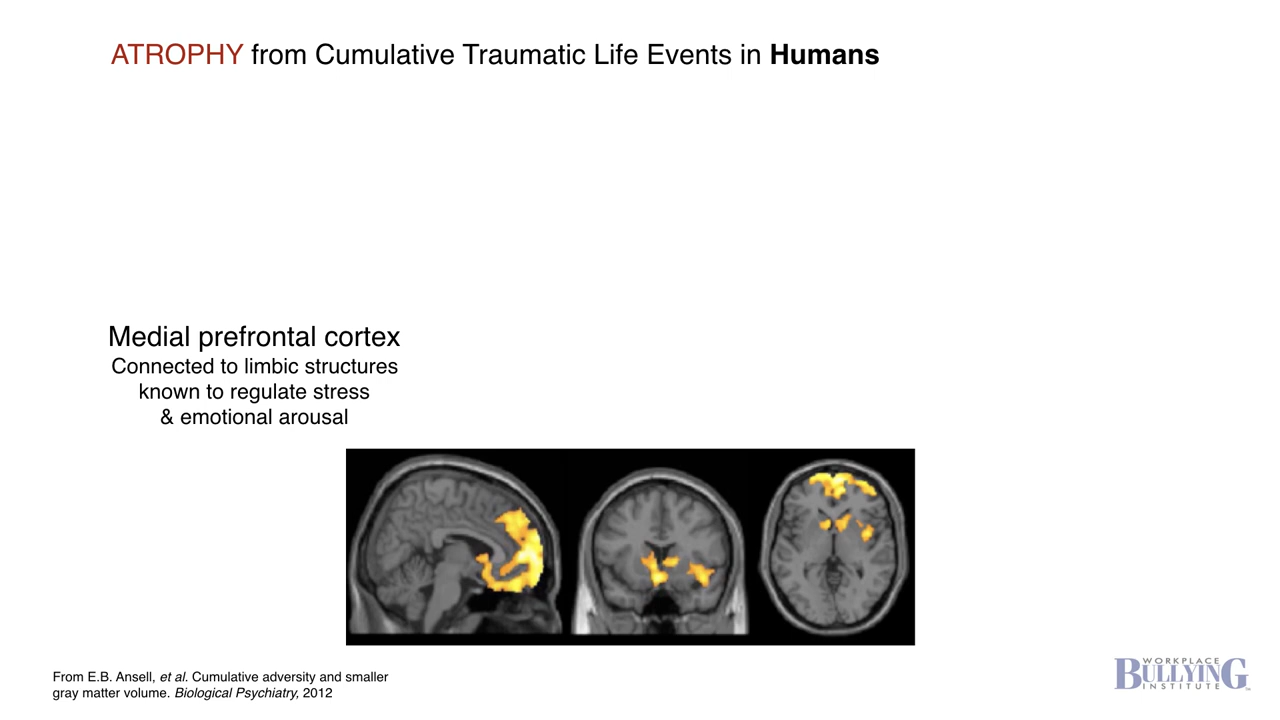 ATROPHY from Cumulative Traumatic Life Events in Humans
Medial prefrontal cortex
Connected to limbic structures
known to regulate stress
& emotional arousal
From E.B. Ansell, et al. Cumulative adversity and smaller
gray matter volume. Biological Psychiatry, 2012
WORKPLACE
BULLYING
INSTITUTE